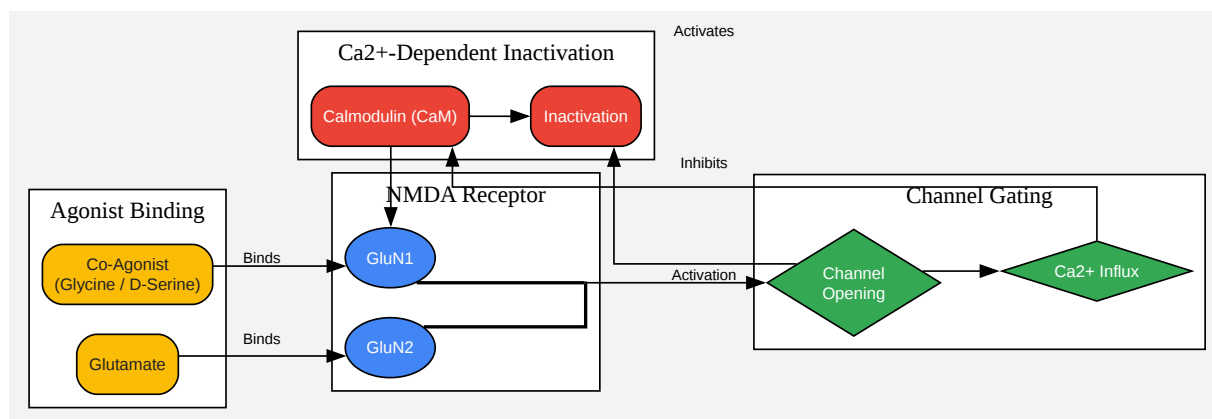 Activates
Ca2+-Dependent Inactivation
Calmodulin (CaM)
Inactivation
Inhibits
NMDA Receptor
Channel Gating
Agonist Binding
Co-Agonist
(Glycine / D-Serine)
Binds
GluN1
Activation
Channel
Opening
Ca2+ Influx
Glutamate
Binds
GluN2